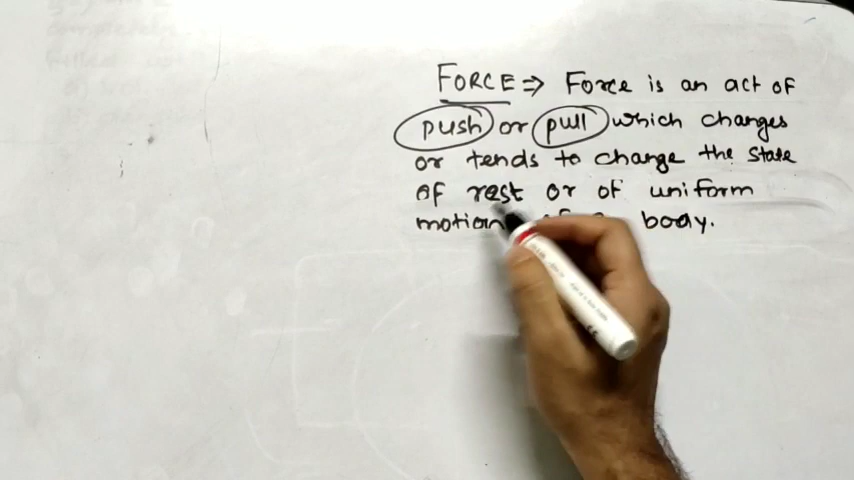 FORCE ⇒ Force is an act of
push or pull which changes
or tends to change the state
of rest or of uniform
motion of a body.